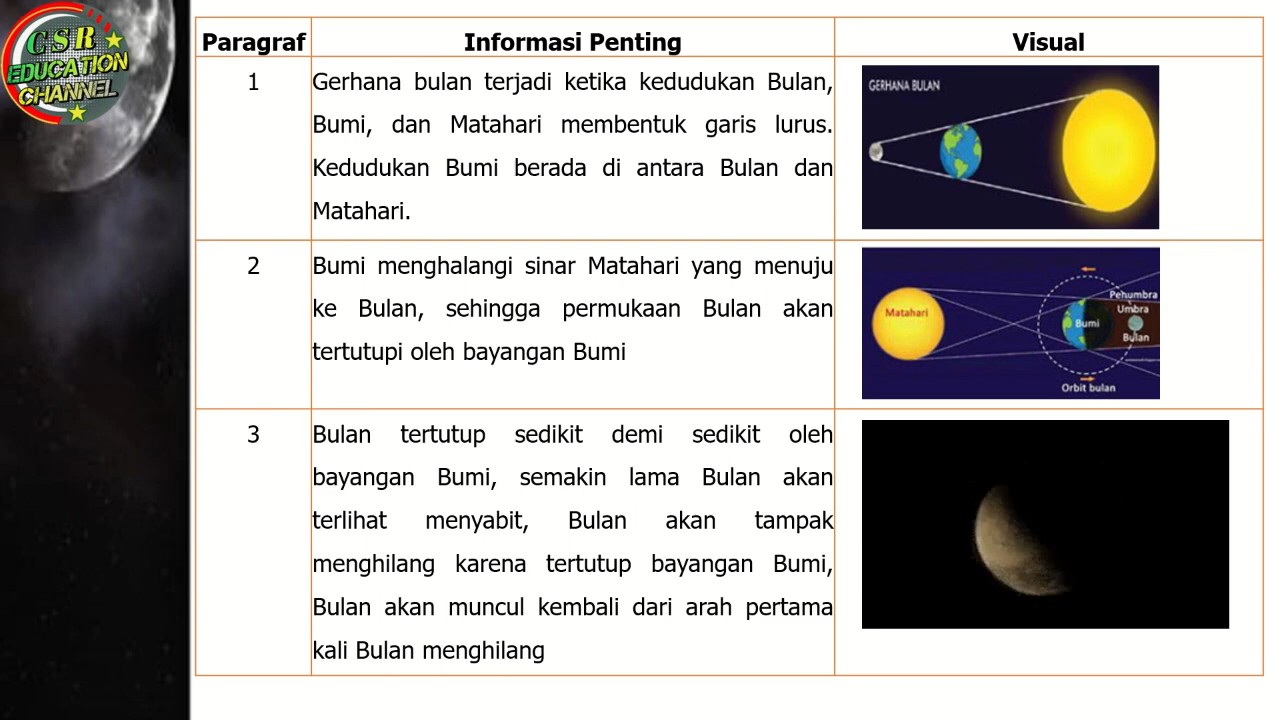 CSR
EDUCATION
CHANNEL
Paragraf Informasi Penting Visual
1
Gerhana bulan terjadi ketika kedudukan Bulan,
Bumi, dan Matahari membentuk garis lurus.
Kedudukan Bumi berada di antara Bulan dan
Matahari.
GERHANA BULAN
2
Bumi menghalangi sinar Matahari yang menuju
ke Bulan, sehingga permukaan Bulan akan
tertutupi oleh bayangan Bumi
Matahari
Penumbra
Umbra
Bumi
Bulan
Orbit bulan
3
Bulan tertutup sedikit demi sedikit oleh
bayangan Bumi, semakin lama Bulan akan
terlihat menyabit, Bulan akan tampak
menghilang karena tertutup bayangan Bumi,
Bulan akan muncul kembali dari arah pertama
kali Bulan menghilang